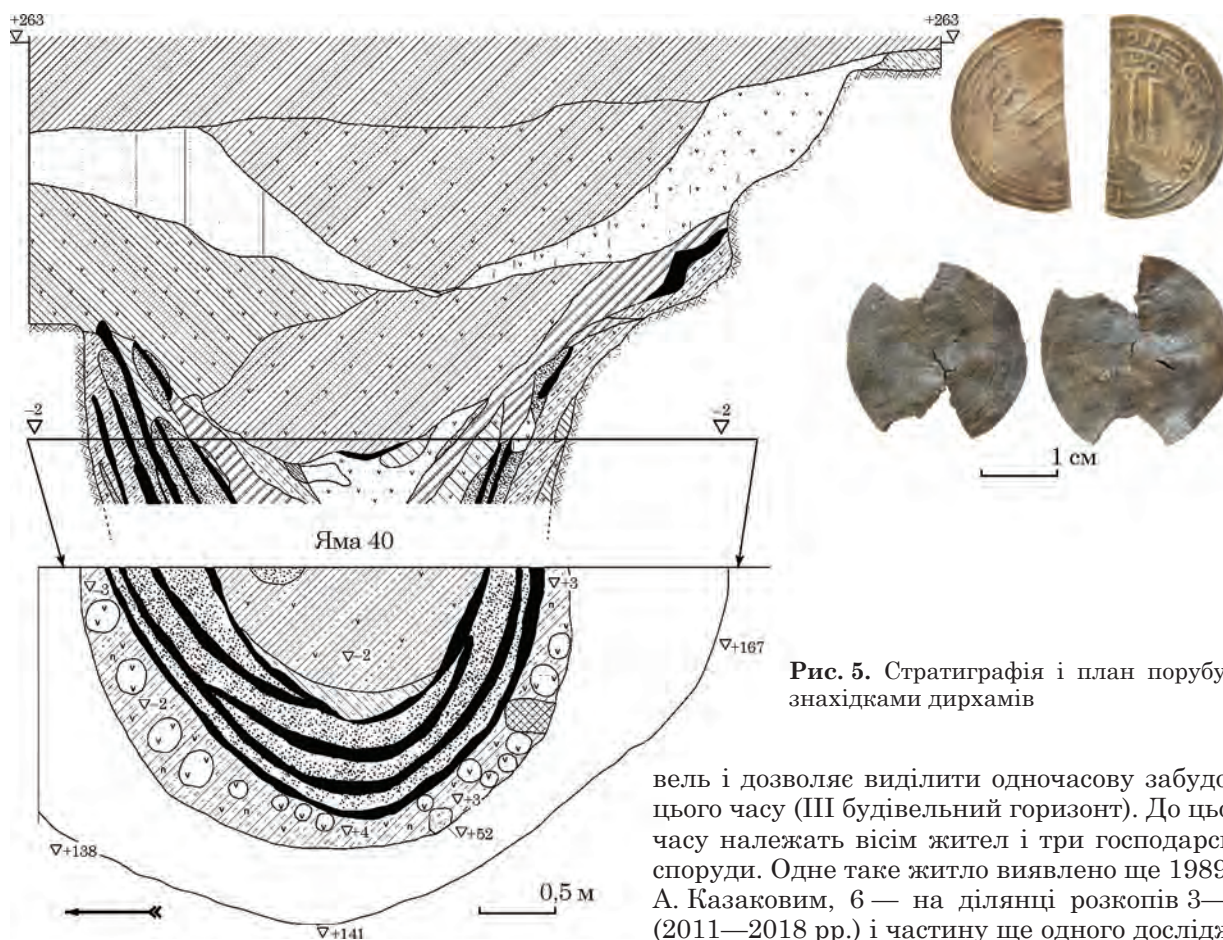 +263
+263
−2
−2
1 см
Яма 40
−3
+3
−2
+167
−2
+3
+4
+52
+138
0,5 м
+141
Рис. 5. Стратиграфія і план порубу
знахідками дирхамів
вель і дозволяє виділити одночасову забудо
цього часу (III будівельний горизонт). До цьо
часу належать вісім жител і три господарсь
споруди. Одне таке житло виявлено ще 1989
А. Казаковим, 6 — на ділянці розкопів 3—
(2011—2018 рр.) і частину ще одного дослідж